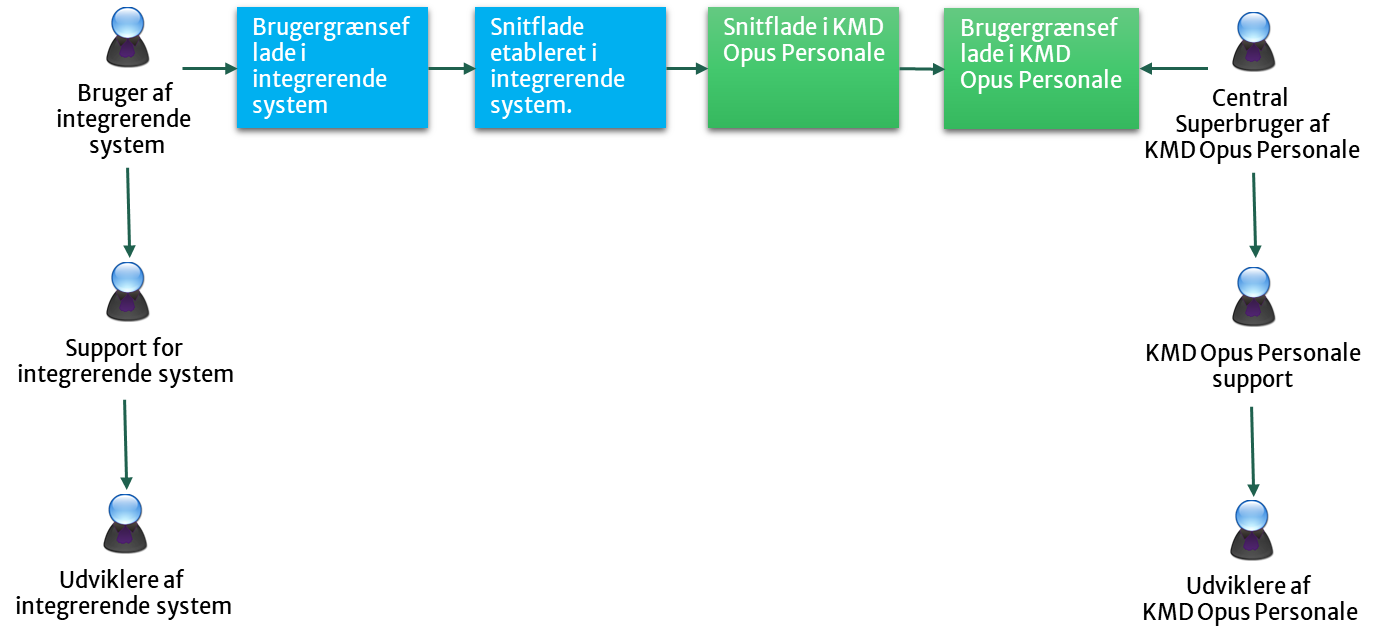 Brugergrænsef
lade i
integrerende
system
Snitflade
etableret i
integrerende
system.
Snitflade i KMD
Opus Personale
Brugergrænsef
lade i KMD
Opus Personale
Bruger af
integrerende
system
Central
Superbruger af
KMD Opus Personale
Support for
integrerende system
KMD Opus Personale
support
Udviklere af
integrerende system
Udviklere af
KMD Opus Personale